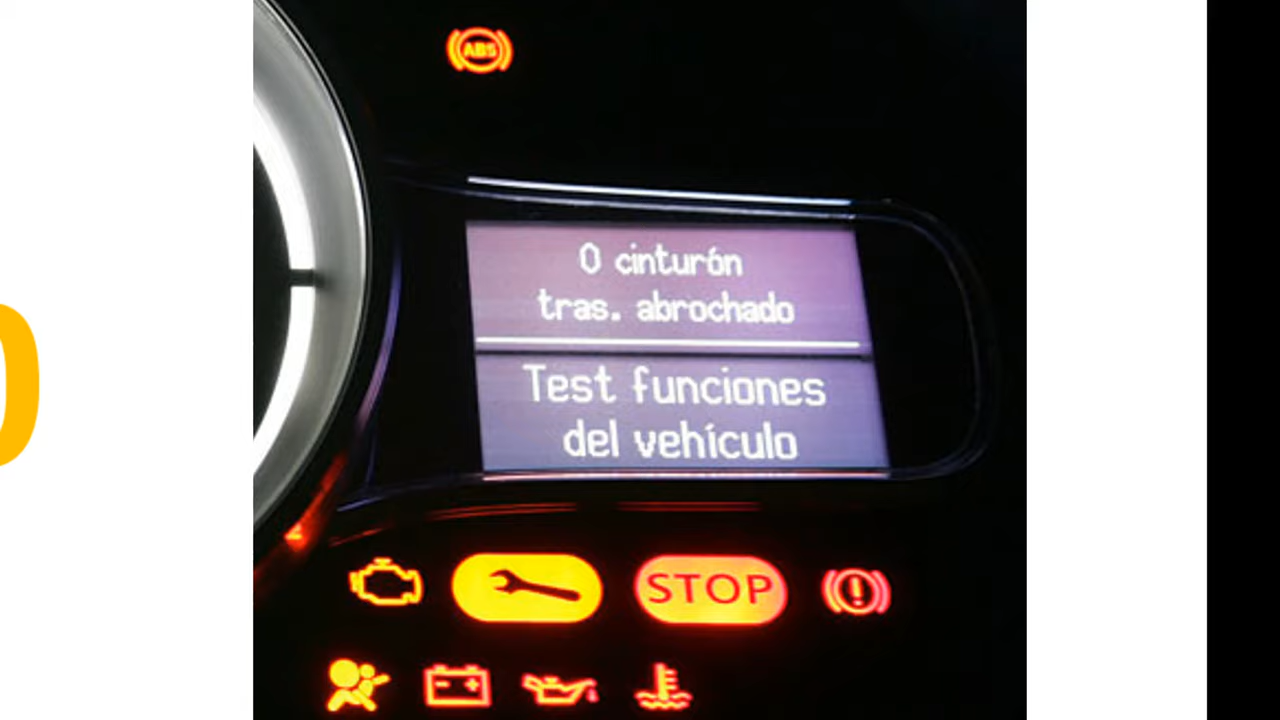 ABS
0 cinturón
tras. abrochado
Test funciones
del vehículo
STOP